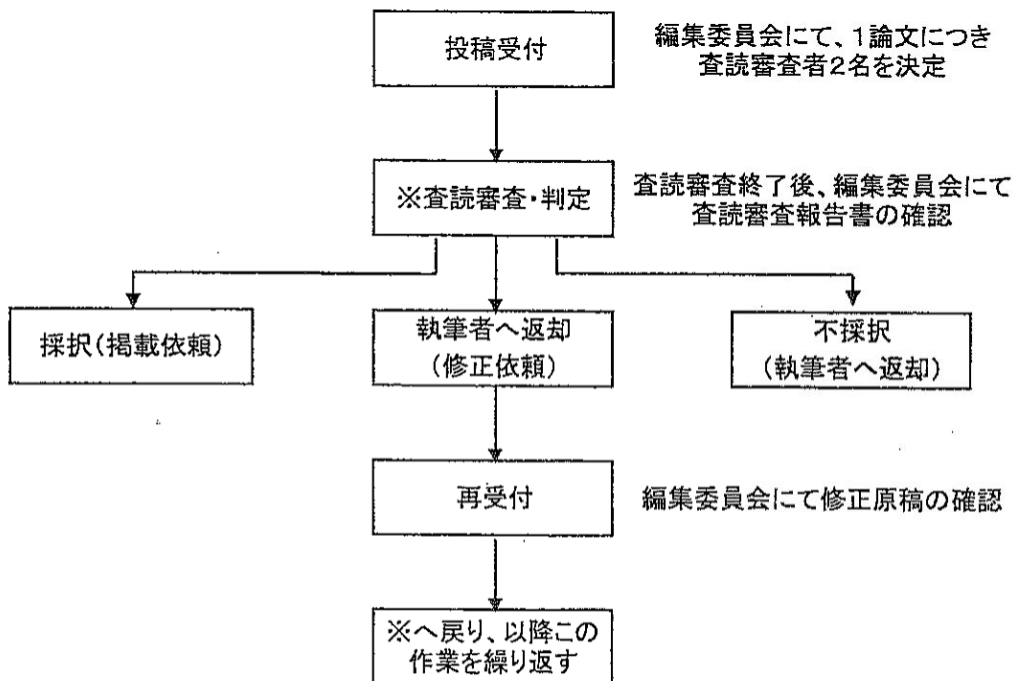 投稿受付
編集委員会にて、1論文につき
査読審査者2名を決定
※査読審査・判定
査読審査終了後、編集委員会にて
査読審査報告書の確認
採択(掲載依頼)
執筆者へ返却
(修正依頼)
不採択
(執筆者へ返却)
再受付
編集委員会にて修正原稿の確認
※へ戻り、以降この
作業を繰り返す